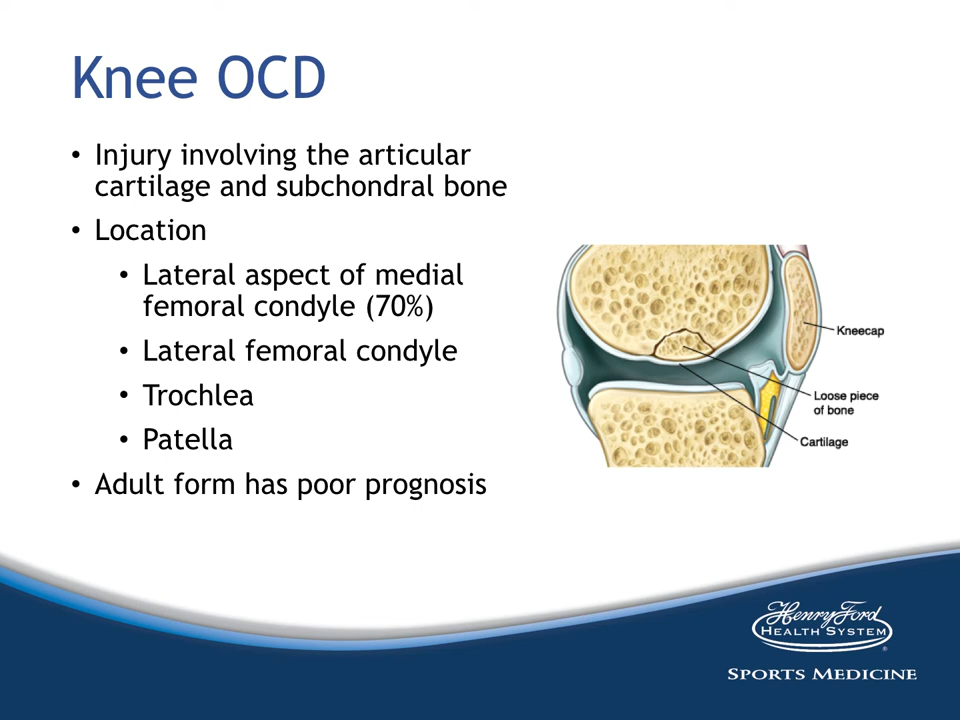 Knee OCD
• Injury involving the articular
cartilage and subchondral bone
• Location
• Lateral aspect of medial
femoral condyle (70%)
• Lateral femoral condyle
• Trochlea
• Patella
• Adult form has poor prognosis
Kneecap
Loose piece
of bone
Cartilage
Henry Ford
HEALTH SYSTEM
®
SPORTS MEDICINE